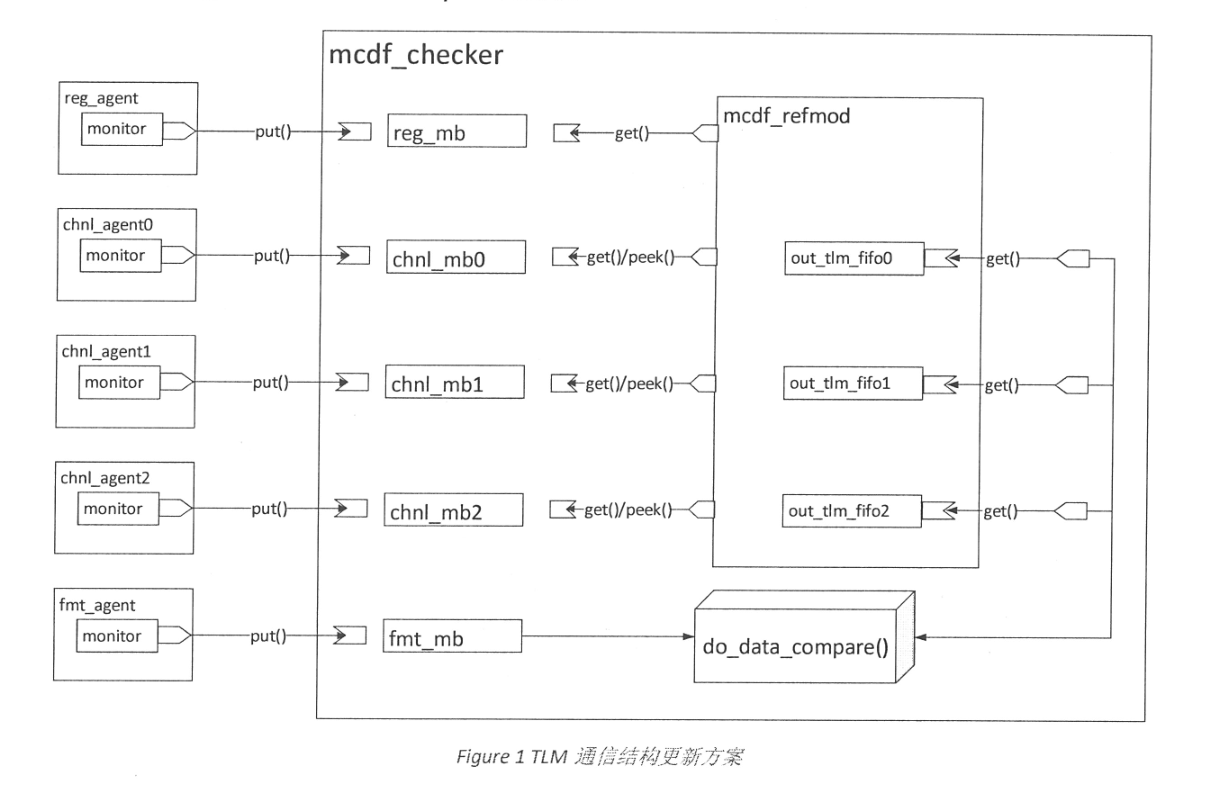 mcdf_checker
reg_agent
monitor
put()
reg_mb
get()
mcdf_refmod
chnl_agent0
monitor
put()
chnl_mb0
get()/peek()
out_tlm_fifo0
get()
chnl_agent1
monitor
put()
chnl_mb1
get()/peek()
out_tlm_fifo1
get()
chnl_agent2
monitor
put()
chnl_mb2
get()/peek()
out_tlm_fifo2
get()
fmt_agent
monitor
put()
fmt_mb
do_data_compare()
Figure 1 TLM 通信结构更新方案